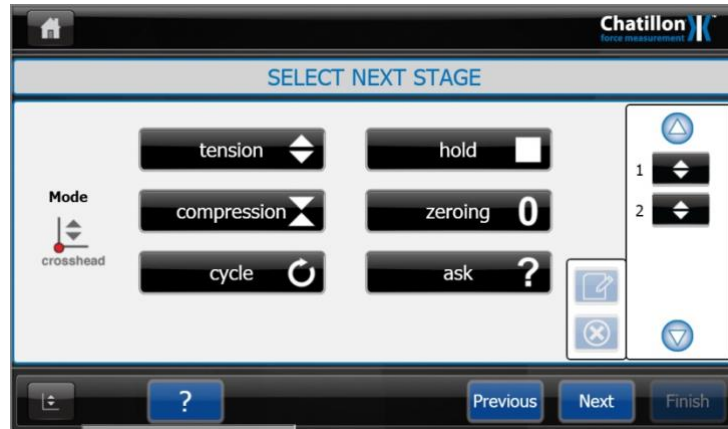 Chatillon
force measurement
SELECT NEXT STAGE
Mode
crosshead
tension
hold
compression
zeroing 0
cycle
ask ?
1
2
?
Previous
Next
Finish